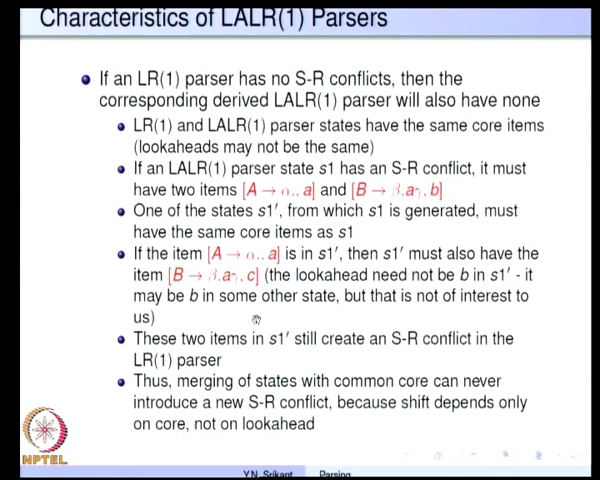 Characteristics of LALR(1) Parsers
If an LR(1) parser has no S-R conflicts, then the
corresponding derived LALR(1) parser will also have none
LR(1) and LALR(1) parser states have the same core items
(lookaheads may not be the same)
If an LALR(1) parser state s1 has an S-R conflict, it must
have two items [A → α., a] and [B → β.aγ, b]
One of the states s1′, from which s1 is generated, must
have the same core items as s1
If the item [A → α., a] is in s1′, then s1′ must also have the
item [B → β.aγ, c] (the lookahead need not be b in s1′ - it
may be b in some other state, but that is not of interest to
us)
These two items in s1′ still create an S-R conflict in the
LR(1) parser
Thus, merging of states with common core can never
introduce a new S-R conflict, because shift depends only
on core, not on lookahead
NPTEL
Y.N. Srikant Parsing